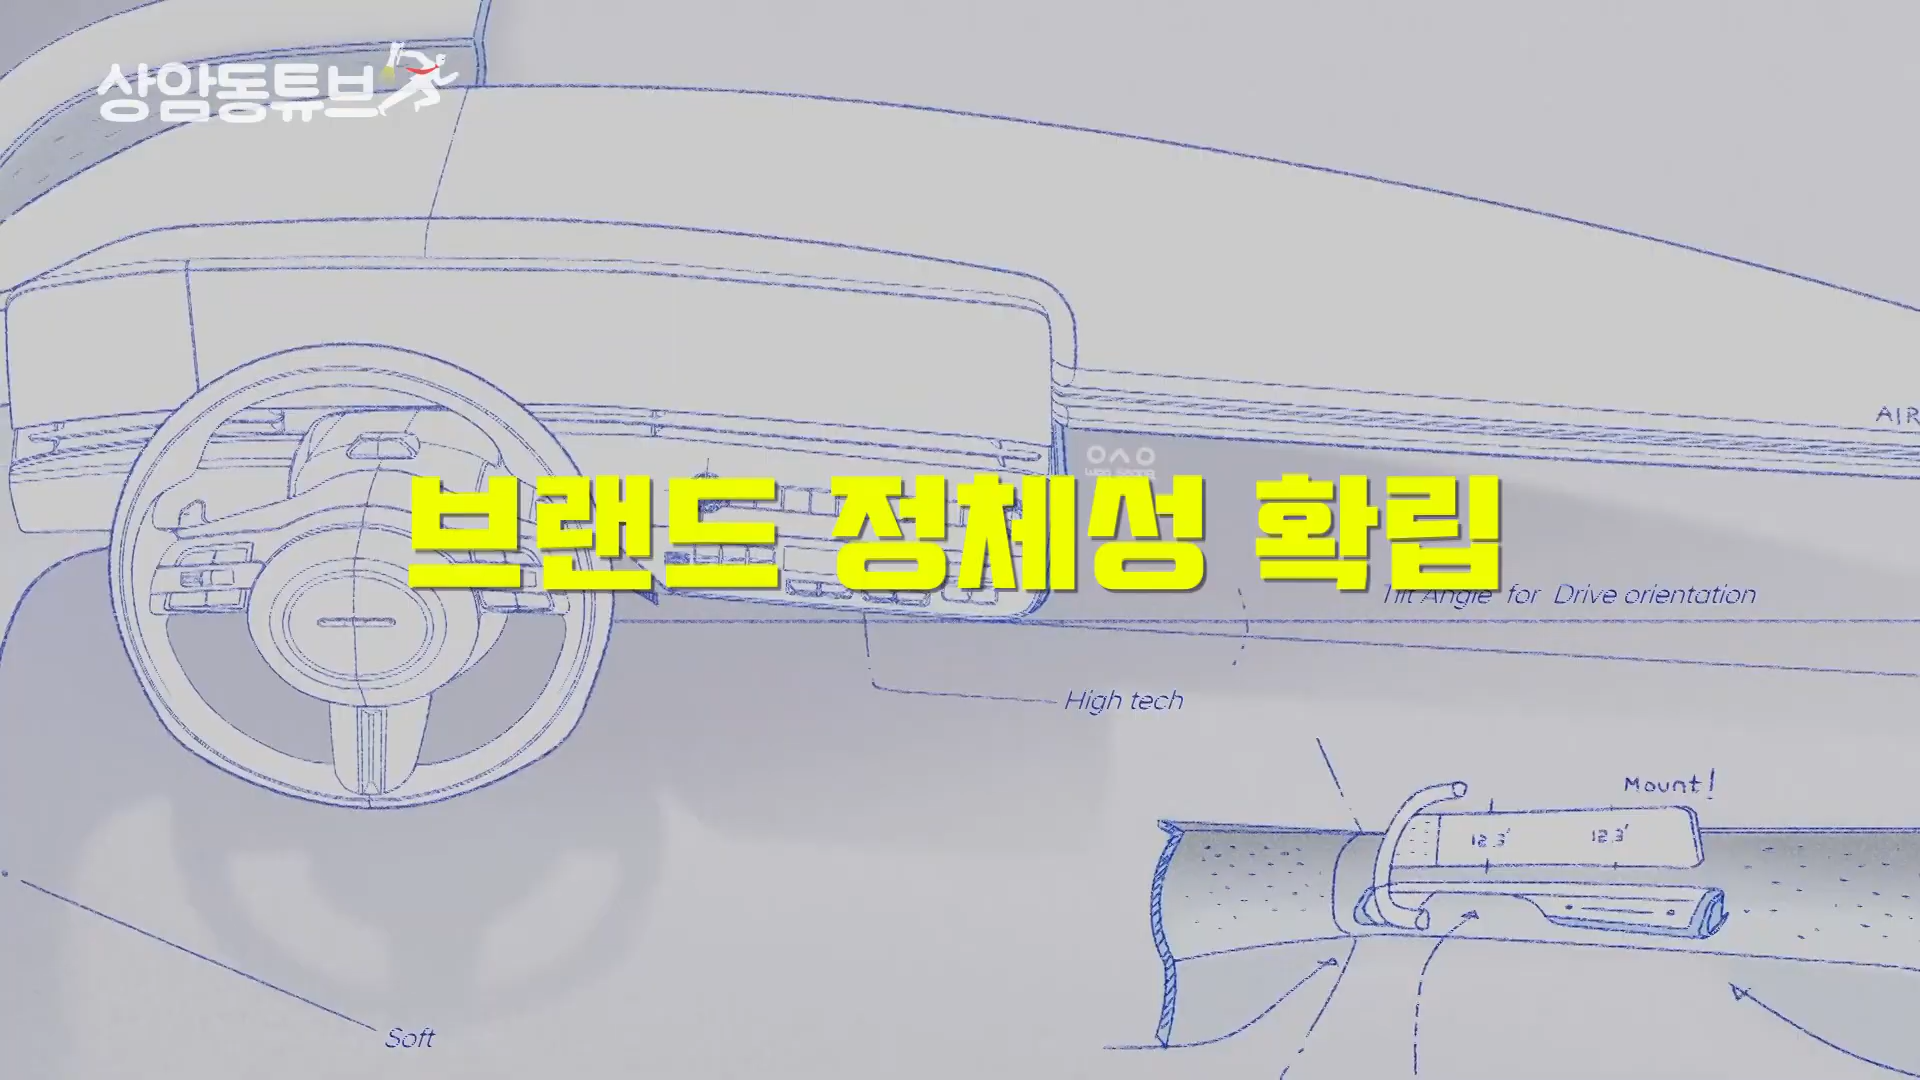 상암동튜브
AIR
브랜드 정체성 확립
Tilt Angle for Drive orientation
High tech
Mount!
12.3' 12.3'
Soft